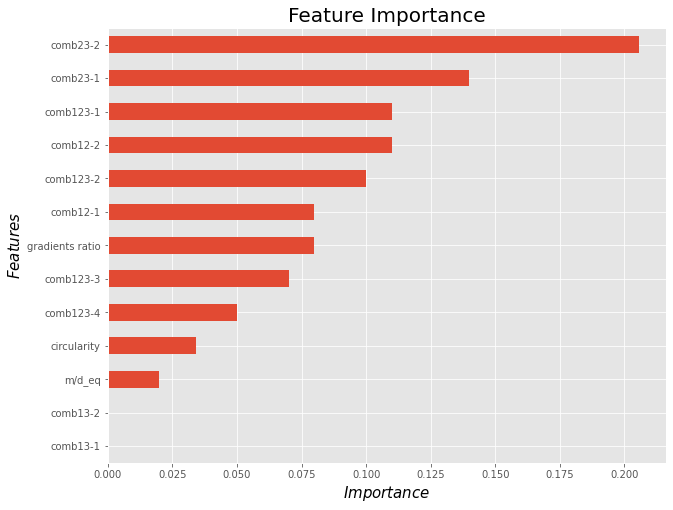 Feature Importance
Features
comb23-2
comb23-1
comb123-1
comb12-2
comb123-2
comb12-1
gradients ratio
comb123-3
comb123-4
circularity
m/d_eq
comb13-2
comb13-1
0.000 0.025 0.050 0.075 0.100 0.125 0.150 0.175 0.200
Importance